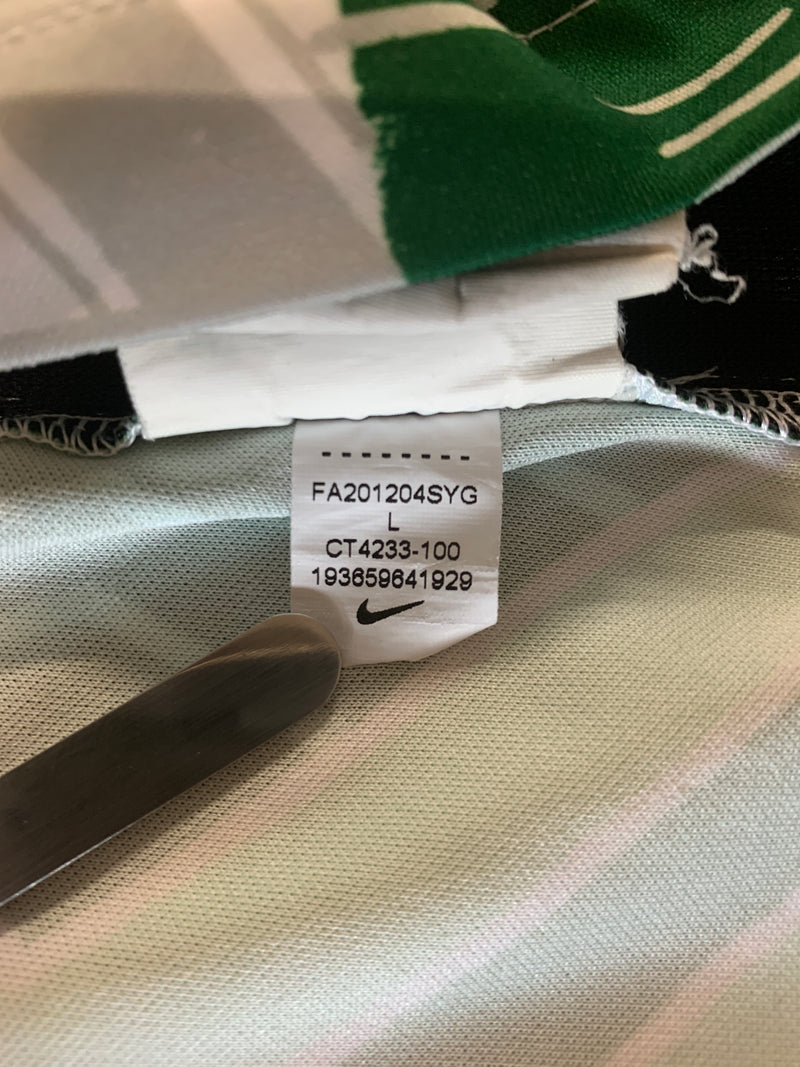 --------
FA201204SYG
L
CT4233-100
193659641929